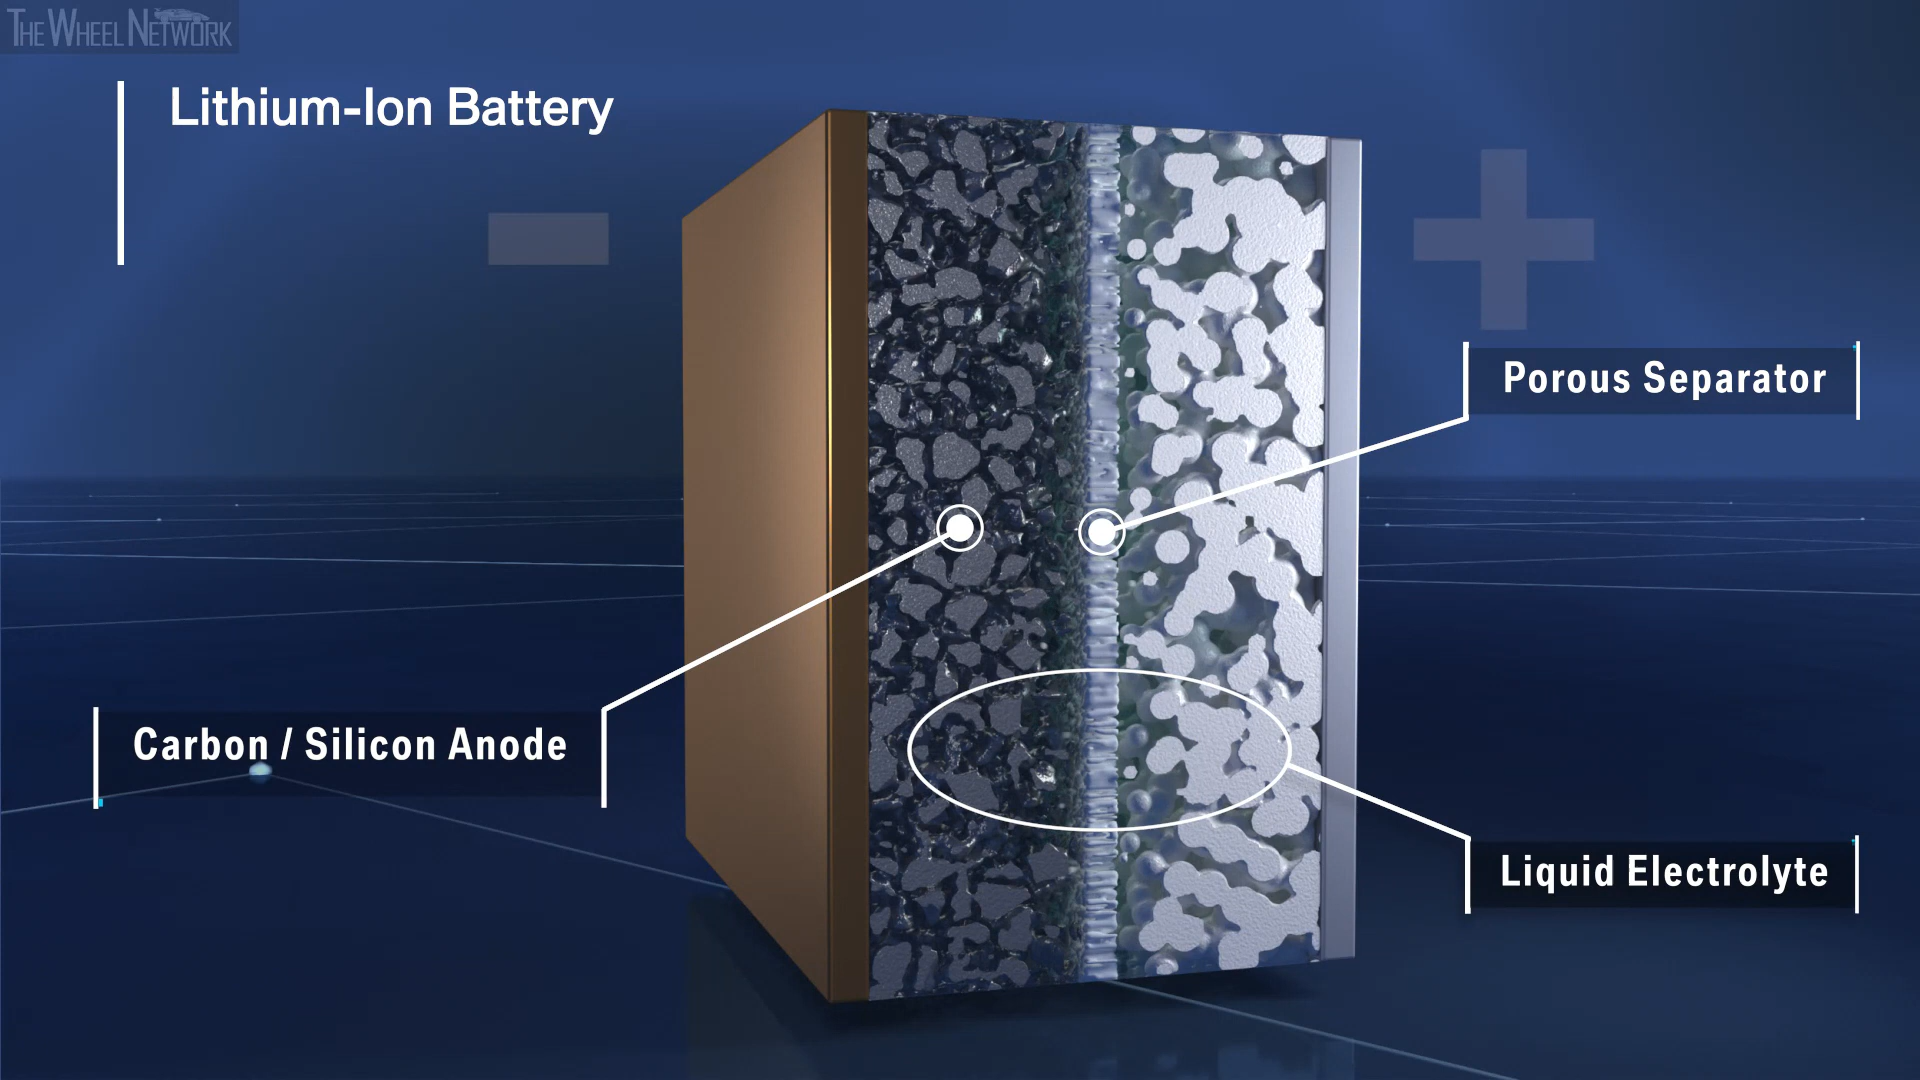 The Wheel Network
Lithium-Ion Battery
Porous Separator
Carbon / Silicon Anode
Liquid Electrolyte